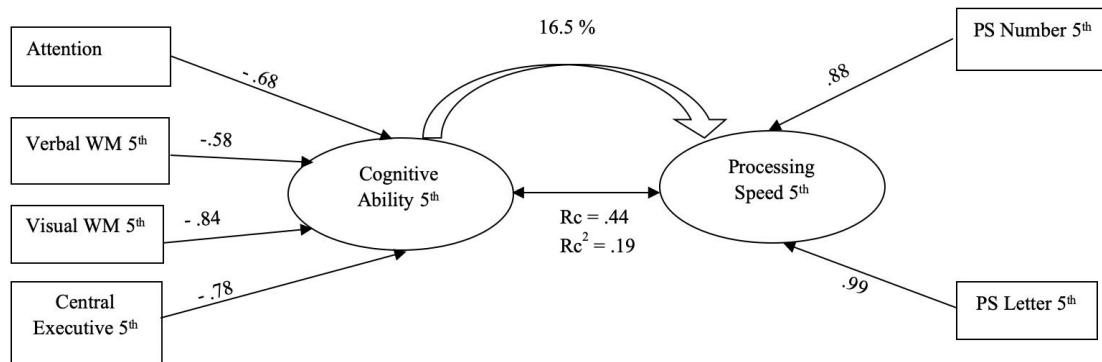 16.5 %
Attention
PS Number 5th
- .68
.88
Verbal WM 5th
-.58
Cognitive
Ability 5th
Processing
Speed 5th
Visual WM 5th
- .84
Rc = .44
Rc² = .19
- .78
.99
Central
Executive 5th
PS Letter 5th